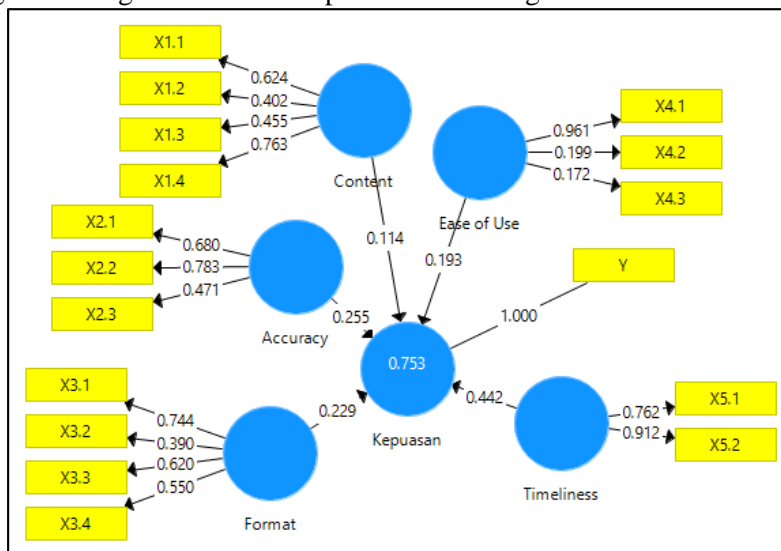 X1.1
X1.2
X1.3
X1.4
0.624
0.402
0.455
0.763
Content
0.114
X4.1
X4.2
X4.3
0.961
0.199
0.172
Ease of Use
0.193
X2.1
X2.2
X2.3
0.680
0.783
0.471
Accuracy
0.255
Y
1.000
0.753
Kepuasan
X3.1
X3.2
X3.3
X3.4
0.744
0.390
0.620
0.550
Format
0.229
0.442
X5.1
X5.2
0.762
0.912
Timeliness